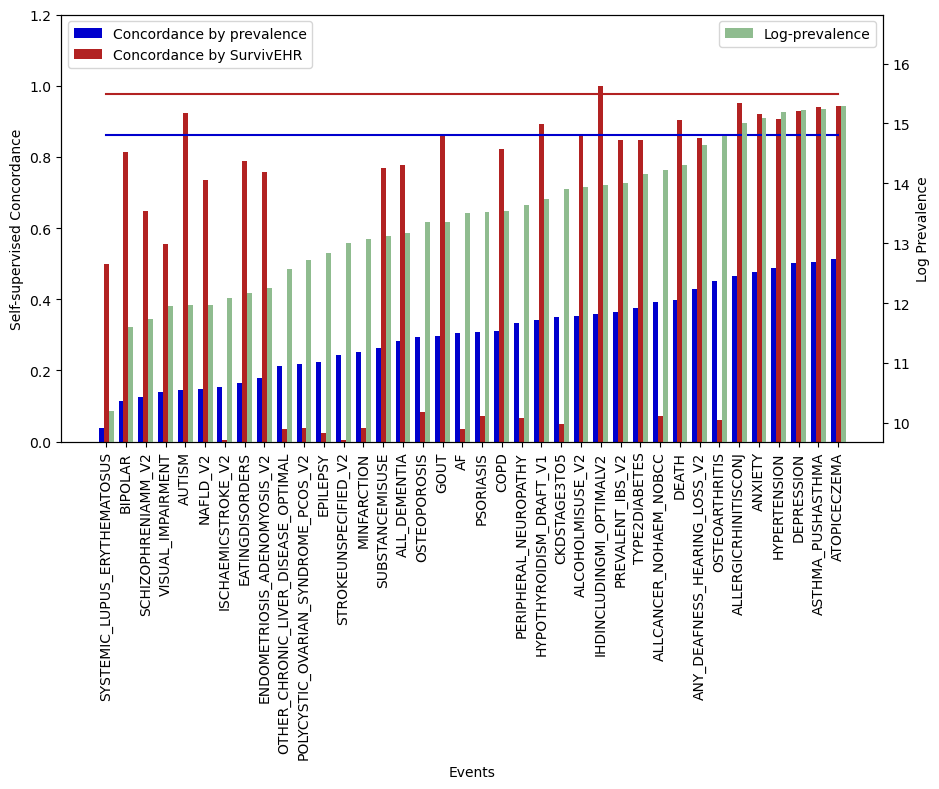 Concordance by prevalence
Concordance by SurvivEHR
Log-prevalence
Self-supervised Concordance
1.2
1.0
0.8
0.6
0.4
0.2
0.0
16
15
14
13
12
11
10
Log Prevalence
SYSTEMIC_LUPUS_ERYTHEMATOSUS
BIPOLAR
SCHIZOPHRENIAMM_V2
VISUAL_IMPAIRMENT
AUTISM
NAFLD_V2
ISCHAEMICSTROKE_V2
EATINGDISORDERS
ENDOMETRIOSIS_ADENOMYOSIS_V2
OTHER_CHRONIC_LIVER_DISEASE_OPTIMAL
POLYCYSTIC_OVARIAN_SYNDROME_PCOS_V2
EPILEPSY
STROKEUNSPECIFIED_V2
MINFARCTION
SUBSTANCEMISUSE
ALL_DEMENTIA
OSTEOPOROSIS
GOUT
AF
PSORIASIS
COPD
PERIPHERAL_NEUROPATHY
HYPOTHYROIDISM_DRAFT_V1
CKDSTAGE3TO5
ALCOHOLMISUSE_V2
IHDINCLUDINGMI_OPTIMALV2
PREVALENT_IBS_V2
TYPE2DIABETES
ALLCANCER_NOHAEM_NOBCC
DEATH
ANY_DEAFNESS_HEARING_LOSS_V2
OSTEOARTHRITIS
ALLERGICRHINITISCONJ
ANXIETY
HYPERTENSION
DEPRESSION
ASTHMA_PUSHASTHMA
ATOPICECZEMA
Events